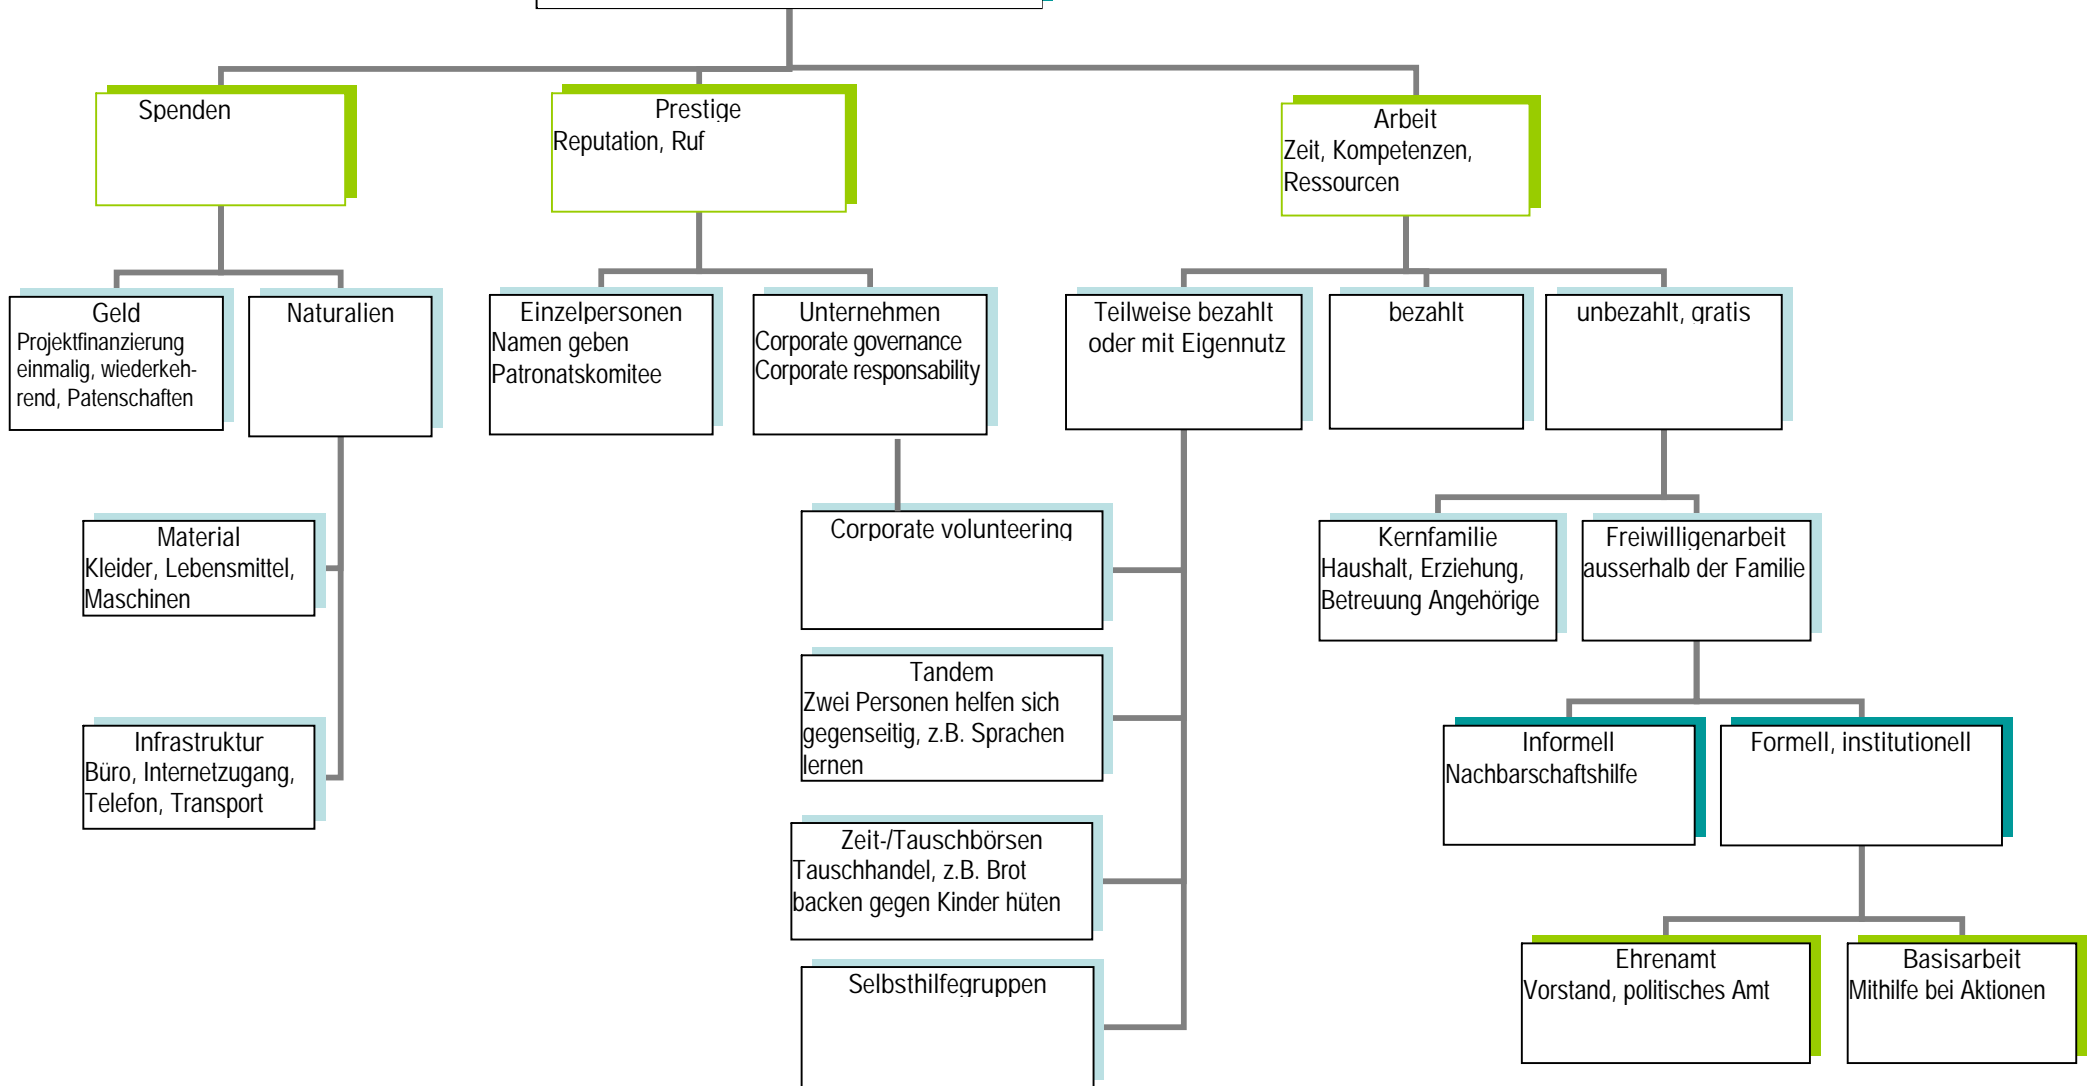 Spenden
Prestige
Reputation, Ruf
Arbeit
Zeit, Kompetenzen,
Ressourcen
Geld
Projektfinanzierung
einmalig, wiederkeh-
rend, Patenschaften
Naturalien
Einzelpersonen
Namen geben
Patronatskomitee
Unternehmen
Corporate governance
Corporate responsability
Teilweise bezahlt
oder mit Eigennutz
bezahlt
unbezahlt, gratis
Material
Kleider, Lebensmittel,
Maschinen
Corporate volunteering
Kernfamilie
Haushalt, Erziehung,
Betreuung Angehörige
Freiwilligenarbeit
ausserhalb der Familie
Tandem
Zwei Personen helfen sich
gegenseitig, z.B. Sprachen
lernen
Infrastruktur
Büro, Internetzugang,
Telefon, Transport
Informell
Nachbarschaftshilfe
Formell, institutionell
Zeit-/Tauschbörsen
Tauschhandel, z.B. Brot
backen gegen Kinder hüten
Selbsthilfegruppen
Ehrenamt
Vorstand, politisches Amt
Basisarbeit
Mithilfe bei Aktionen